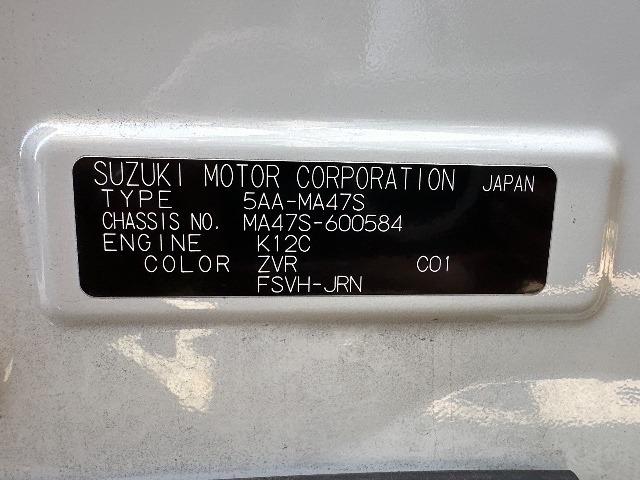 SUZUKI MOTOR CORPORATION JAPAN
TYPE 5AA-MA47S
CHASSIS NO. MA47S-600584
ENGINE K12C
COLOR ZVR C01
FSVH-JRN